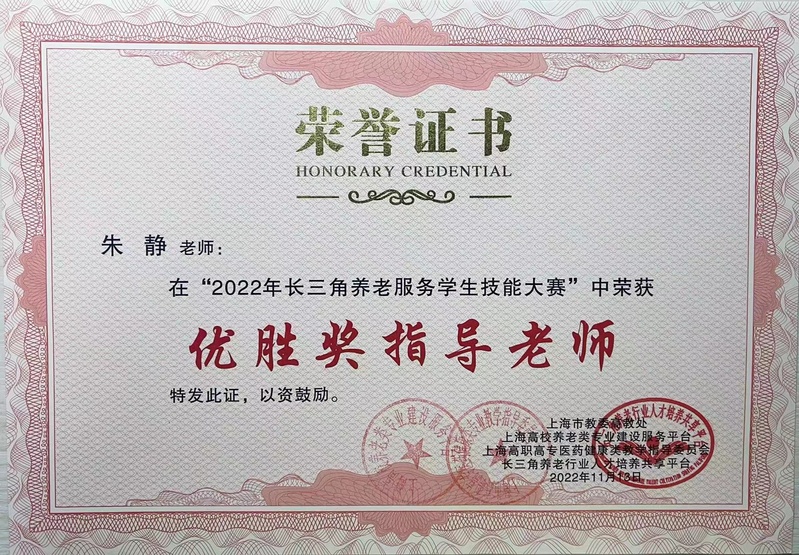 荣誉证书
HONORARY CREDENTIAL
朱 静 老师：
在“2022年长三角养老服务学生技能大赛”中荣获
优胜奖指导老师
特发此证，以资鼓励。
上海市教委高教处
上海高校养老类专业建设服务平台
上海高职高专医药健康类教学指导委员会
长三角养老行业人才培养共享平台
2022年11月13日